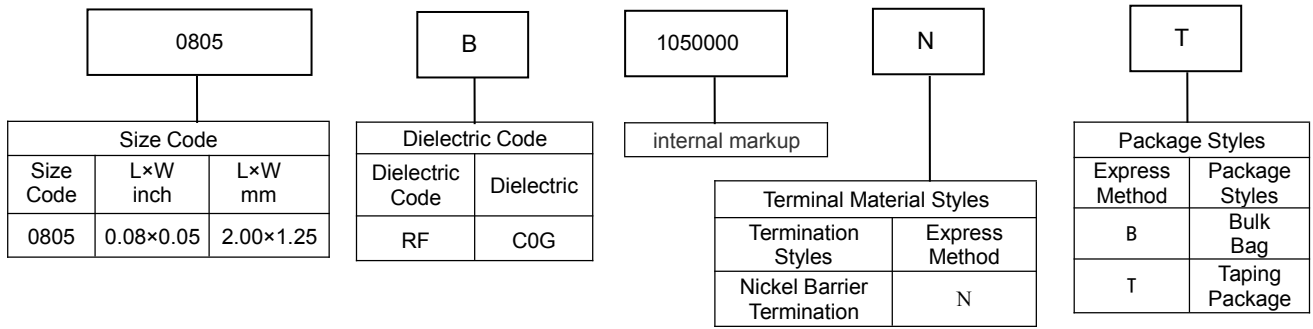 0805
B
1050000
N
T
Size Code
Size Code L×W inch L×W mm
0805 0.08×0.05 2.00×1.25
Dielectric Code
Dielectric Code Dielectric
RF C0G
internal markup
Terminal Material Styles
Termination Styles Express Method
Nickel Barrier Termination N
Package Styles
Express Method Package Styles
B Bulk Bag
T Taping Package